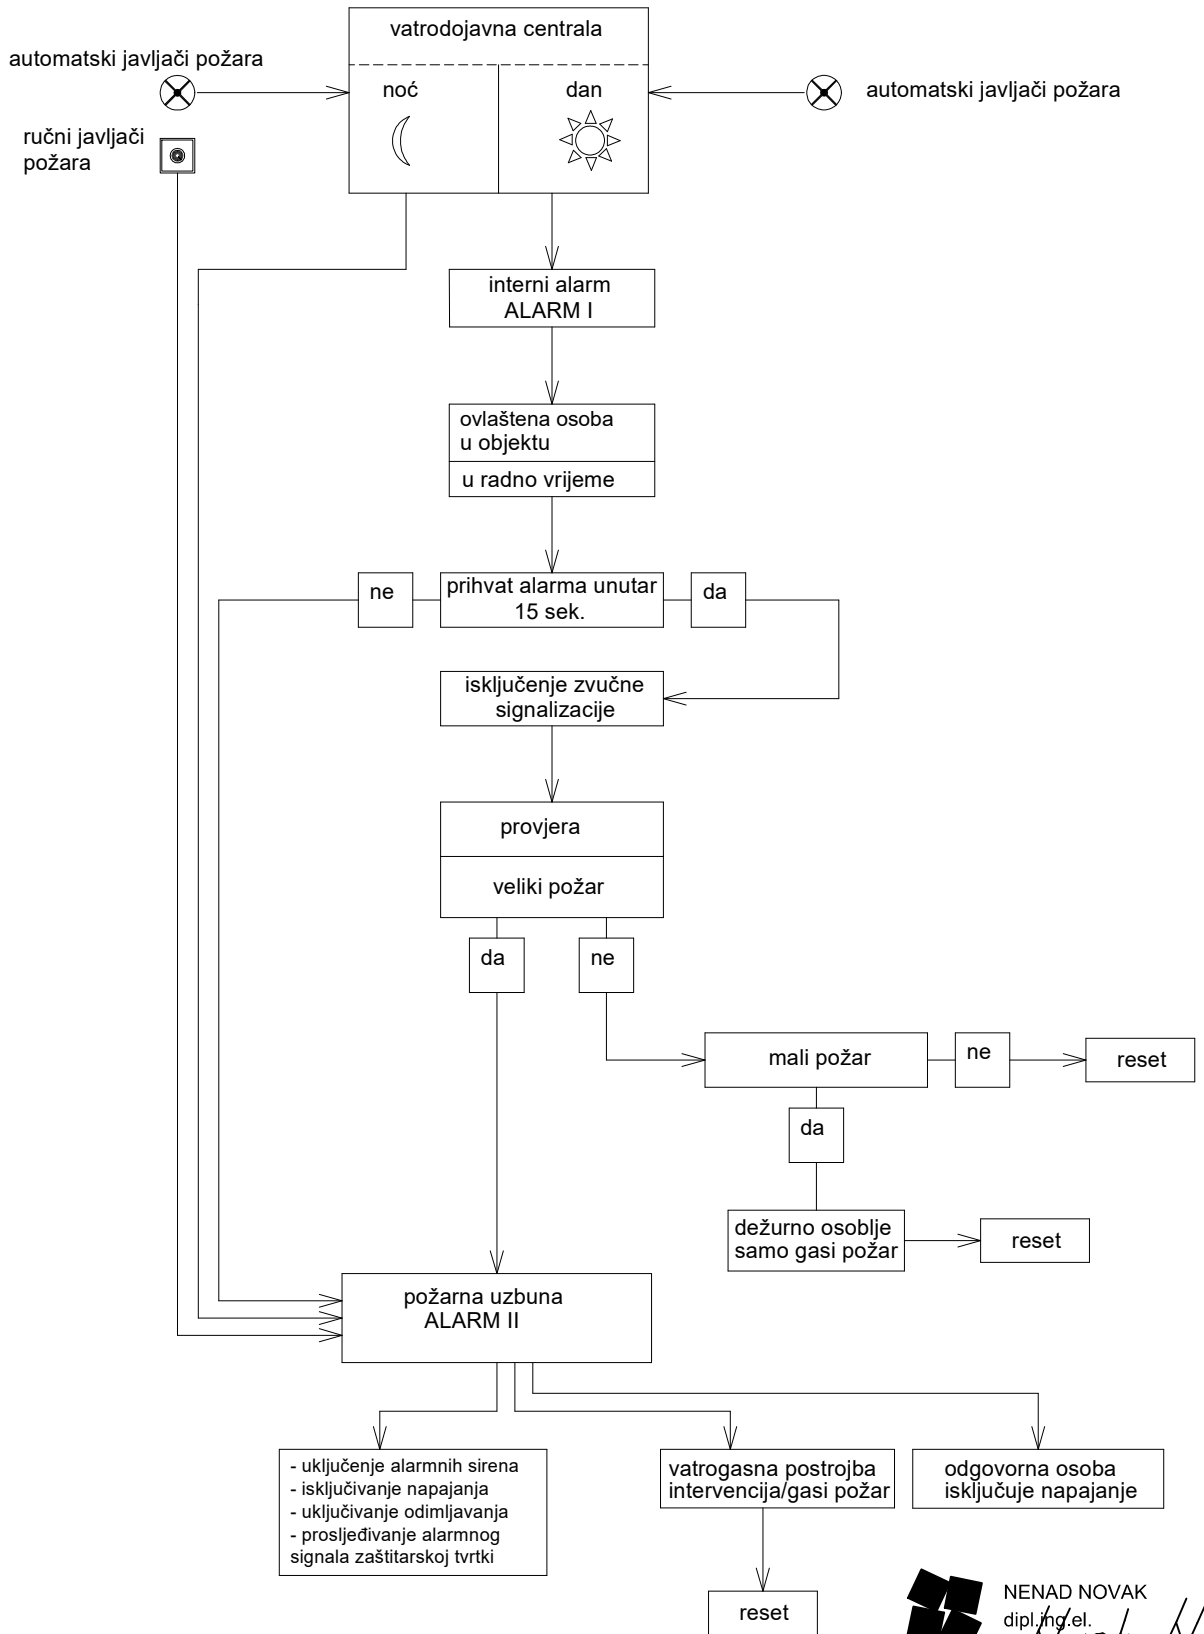 vatrodojavna centrala
automatski javljači požara
noć
dan
automatski javljači požara
ručni javljači
požara
interni alarm
ALARM I
ovlaštena osoba
u objektu
u radno vrijeme
ne
prihvat alarma unutar
15 sek.
da
isključenje zvučne
signalizacije
provjera
veliki požar
da
ne
mali požar
ne
reset
da
dežurno osoblje
samo gasi požar
reset
požarna uzbuna
ALARM II
- uključenje alarmnih sirena
- isključivanje napajanja
- uključivanje odimljavanja
- prosljeđivanje alarmnog
signala zaštitarskoj tvrtki
vatrogasna postrojba
intervencija/gasi požar
odgovorna osoba
isključuje napajanje
reset
NENAD NOVAK
dipl.ing.el.